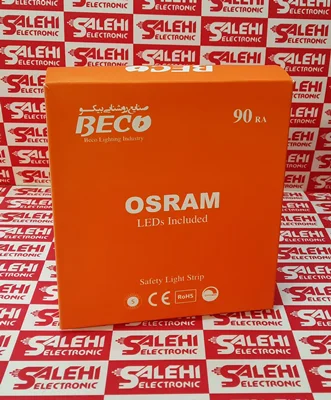 BECO
صنایع روشنایی بیکو
BECO
Beco Lighting Industry
90 RA
OSRAM
LEDs Included
Safety Light Strip
S
CE
RoHS
SALEHI
ELECTRONIC